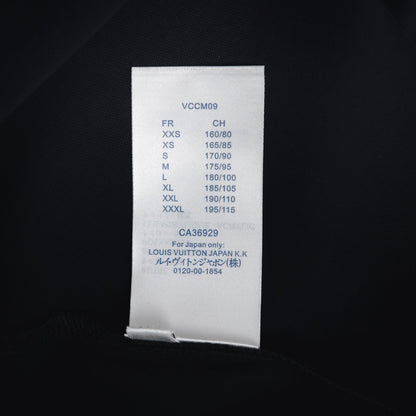 VCCM09
FR CH
XXS 160/80
XS 165/85
S 170/90
M 175/95
L 180/100
XL 185/105
XXL 190/110
XXXL 195/115
CA36929
For Japan only:
LOUIS VUITTON JAPAN K.K
ルイ・ヴィトンジャパン(株)
0120-00-1854